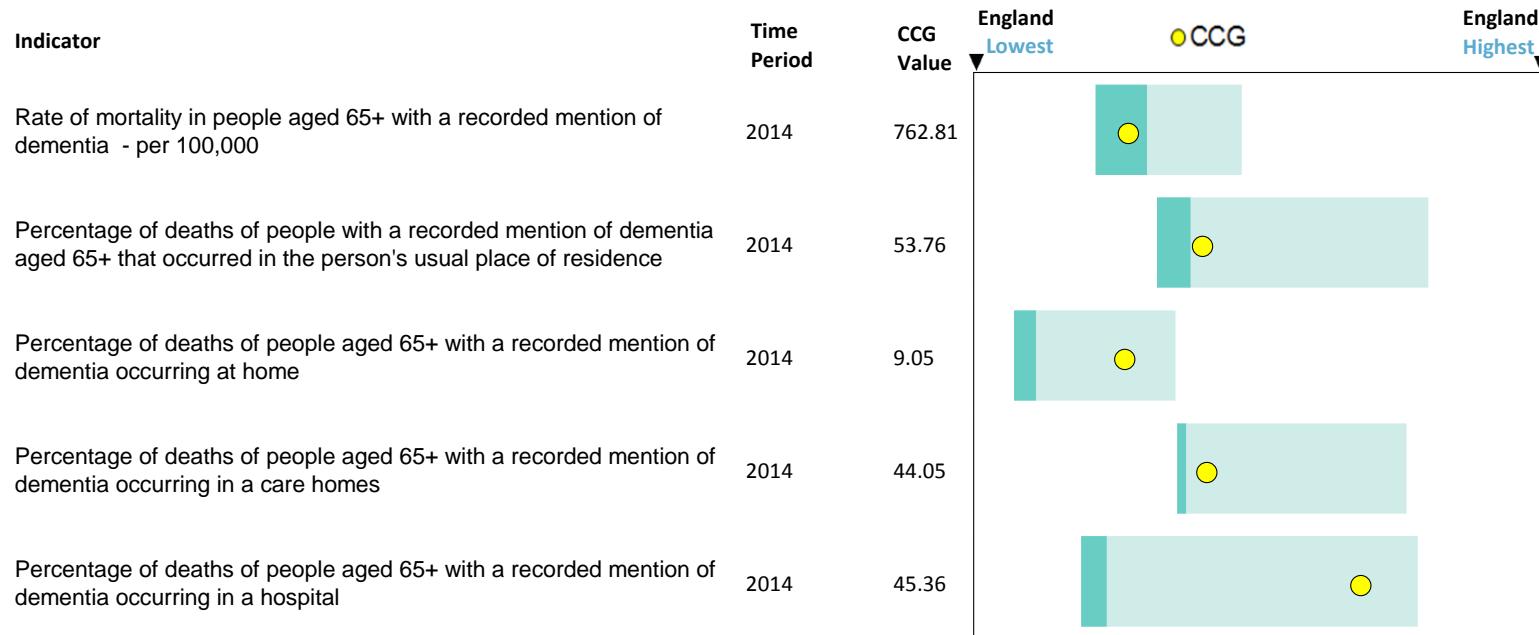 Indicator
Time
Period
CCG
Value
England
Lowest
CCG
England
Highest
Rate of mortality in people aged 65+ with a recorded mention of
dementia - per 100,000
2014
762.81
Percentage of deaths of people with a recorded mention of dementia
aged 65+ that occurred in the person's usual place of residence
2014
53.76
Percentage of deaths of people aged 65+ with a recorded mention of
dementia occurring at home
2014
9.05
Percentage of deaths of people aged 65+ with a recorded mention of
dementia occurring in a care homes
2014
44.05
Percentage of deaths of people aged 65+ with a recorded mention of
dementia occurring in a hospital
2014
45.36